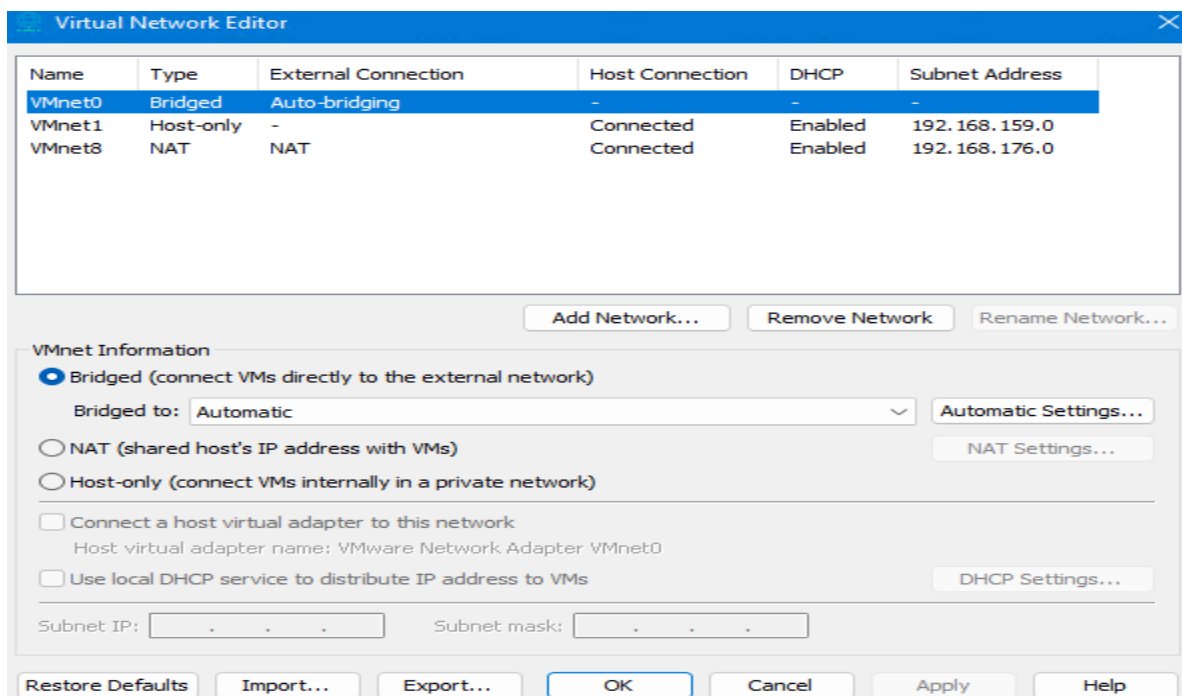 Virtual Network Editor
Name Type External Connection Host Connection DHCP Subnet Address
VMnet0 Bridged Auto-bridging - - -
VMnet1 Host-only - Connected Enabled 192.168.159.0
VMnet8 NAT NAT Connected Enabled 192.168.176.0
Add Network... Remove Network Rename Network...
VMnet Information
Bridged (connect VMs directly to the external network)
Bridged to: Automatic Automatic Settings...
NAT (shared host's IP address with VMs) NAT Settings...
Host-only (connect VMs internally in a private network)
Connect a host virtual adapter to this network
Host virtual adapter name: VMware Network Adapter VMnet0
Use local DHCP service to distribute IP address to VMs DHCP Settings...
Subnet IP: . . . Subnet mask: . . .
Restore Defaults Import... Export... OK Cancel Apply Help